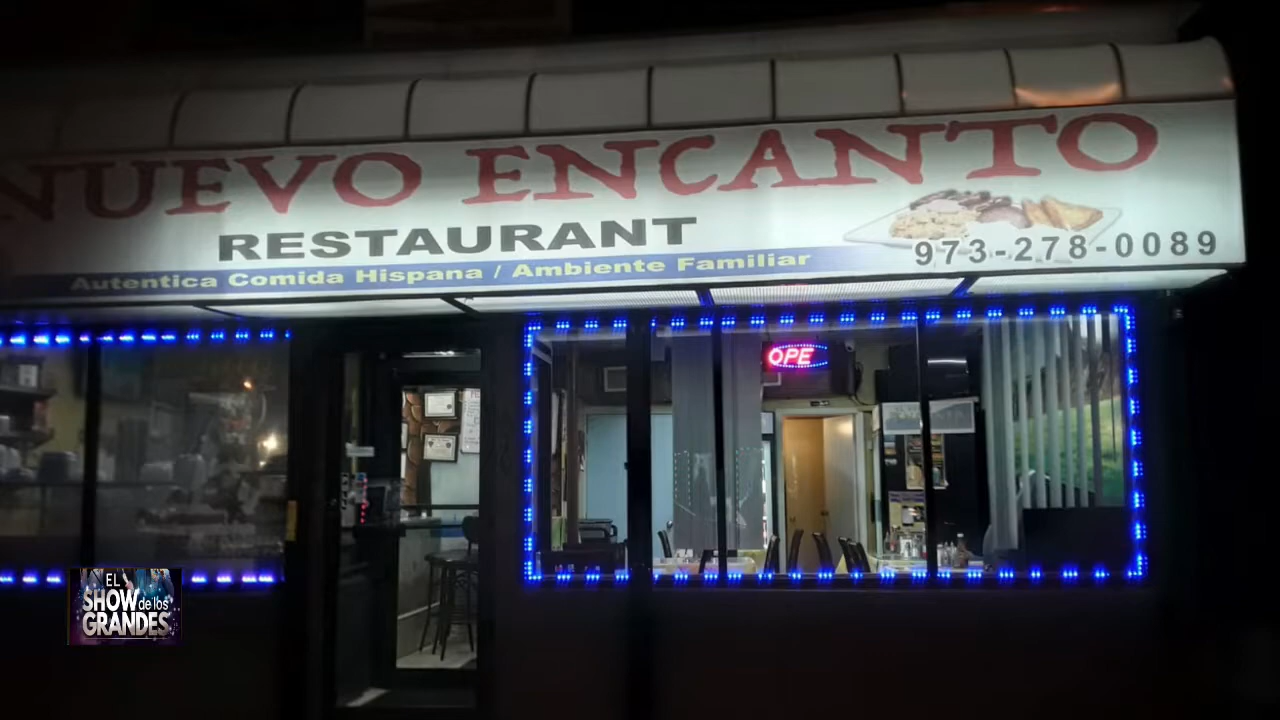 NUEVO ENCANTO
RESTAURANT
973-278-0089
Autentica Comida Hispana / Ambiente Familiar
OPE
EL
SHOW de los
GRANDES